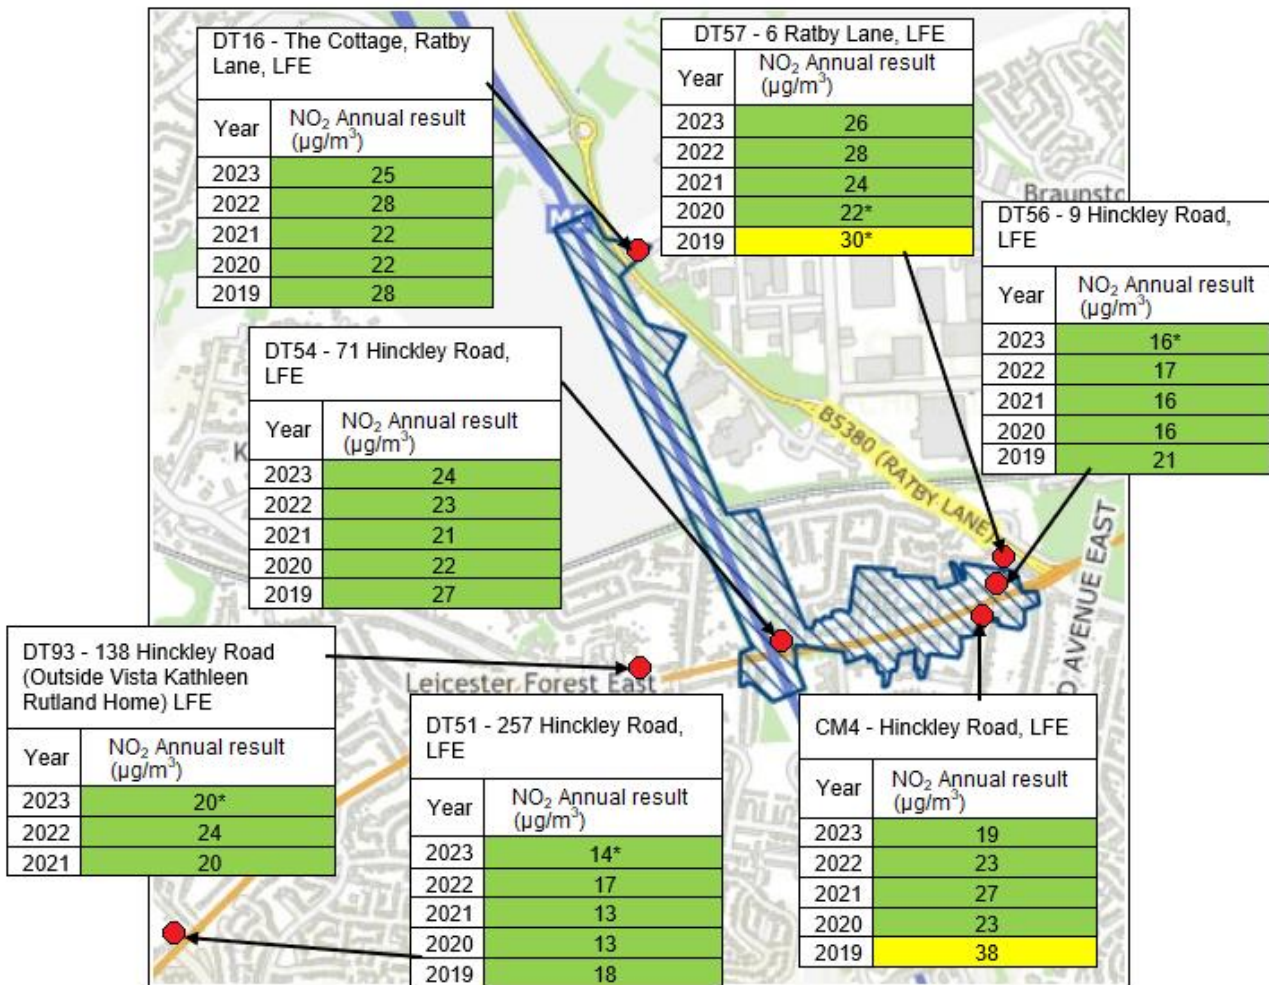 DT16 - The Cottage, Ratby
Lane, LFE
Year NO₂ Annual result
(µg/m³)
2023 25
2022 28
2021 22
2020 22
2019 28
DT57 - 6 Ratby Lane, LFE
Year NO₂ Annual result
(µg/m³)
2023 26
2022 28
2021 24
2020 22*
2019 30*
DT56 - 9 Hinckley Road,
LFE
Year NO₂ Annual result
(µg/m³)
2023 16*
2022 17
2021 16
2020 16
2019 21
DT54 - 71 Hinckley Road,
LFE
Year NO₂ Annual result
(µg/m³)
2023 24
2022 23
2021 21
2020 22
2019 27
DT93 - 138 Hinckley Road
(Outside Vista Kathleen
Rutland Home) LFE
Year NO₂ Annual result
(µg/m³)
2023 20*
2022 24
2021 20
DT51 - 257 Hinckley Road,
LFE
Year NO₂ Annual result
(µg/m³)
2023 14*
2022 17
2021 13
2020 13
2019 18
CM4 - Hinckley Road, LFE
Year NO₂ Annual result
(µg/m³)
2023 19
2022 23
2021 27
2020 23
2019 38
Braunsto
B5380 (RATBY LANE)
D AVENUE EAST
Leicester Forest East